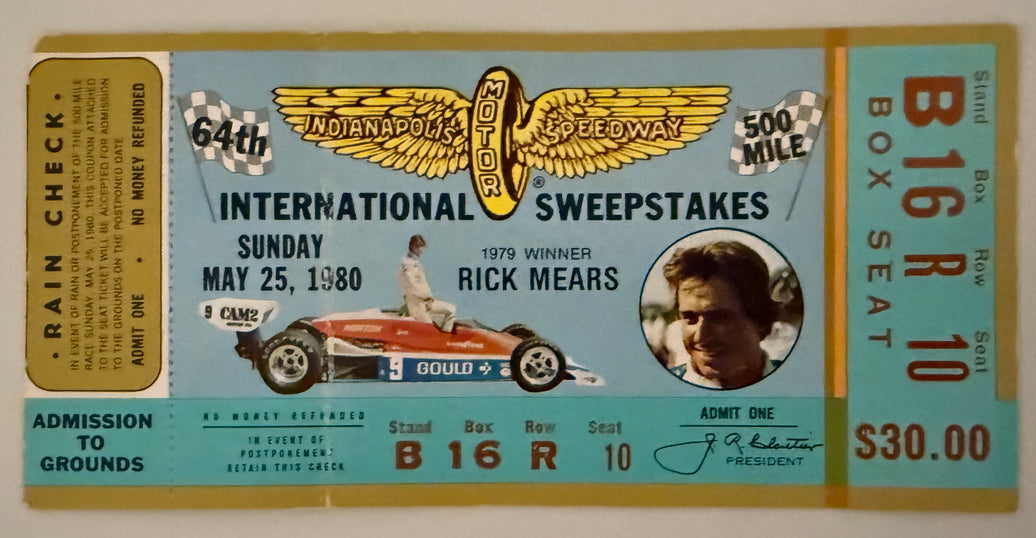 • RAIN CHECK •
IN EVENT OF RAIN OR POSTPONEMENT OF THE 500 MILE
RACE SUNDAY, MAY 25, 1980, THIS COUPON ATTACHED
TO THE SEAT TICKET WILL BE ACCEPTED FOR ADMISSION
TO THE GROUNDS ON THE POSTPONED DATE
ADMIT ONE • NO MONEY REFUNDED
ADMISSION
TO
GROUNDS
64th
INDIANAPOLIS
MOTOR
SPEEDWAY
®
500
MILE
INTERNATIONAL SWEEPSTAKES
SUNDAY
MAY 25, 1980
1979 WINNER
RICK MEARS
9 CAM2
9 GOULD
NO MONEY REFUNDED
IN EVENT OF
POSTPONEMENT
RETAIN THIS CHECK
Stand Box Row Seat
B 16 R 10
ADMIT ONE
PRESIDENT
Stand Box Row Seat
B 16 R 10
BOX SEAT
$30.00